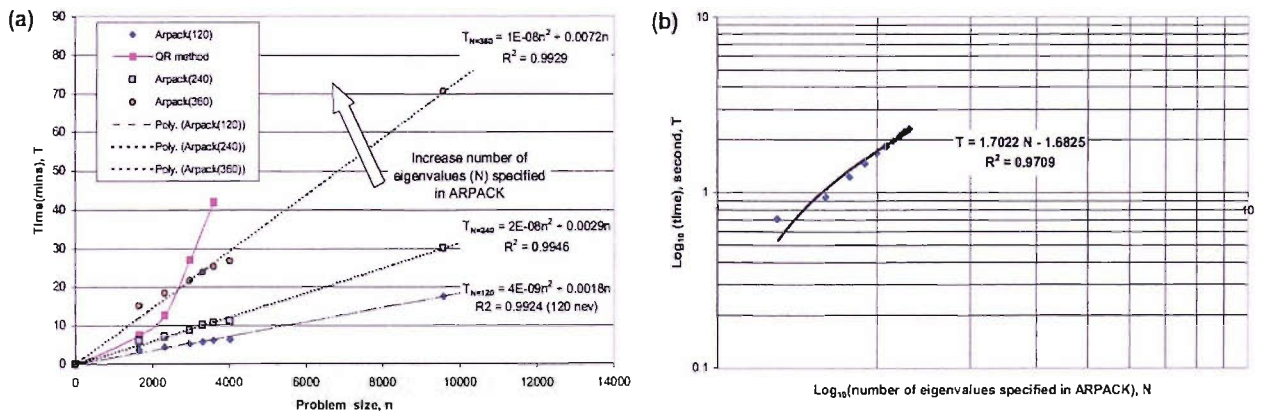 (a)
90
80
70
60
50
40
30
20
10
0
Time(mins), T
Arpack(120)
QR method
Arpack(240)
Arpack(360)
Poly. (Arpack(120))
Poly. (Arpack(240))
Poly. (Arpack(360))
T_N=360 = 1E-08n² + 0.0072n
R² = 0.9929
Increase number of
eigenvalues (N) specified
in ARPACK
T_N=240 = 2E-08n² + 0.0029n
R² = 0.9946
T_N=120 = 4E-09n² + 0.0018n
R2 = 0.9924 (120 nev)
0 2000 4000 6000 8000 10000 12000 14000
Problem size, n
(b)
10
1
0.1
Log₁₀ (time), second, T
T = 1.7022 N - 1.6825
R² = 0.9709
1 10
Log₁₀(number of eigenvalues specified in ARPACK), N